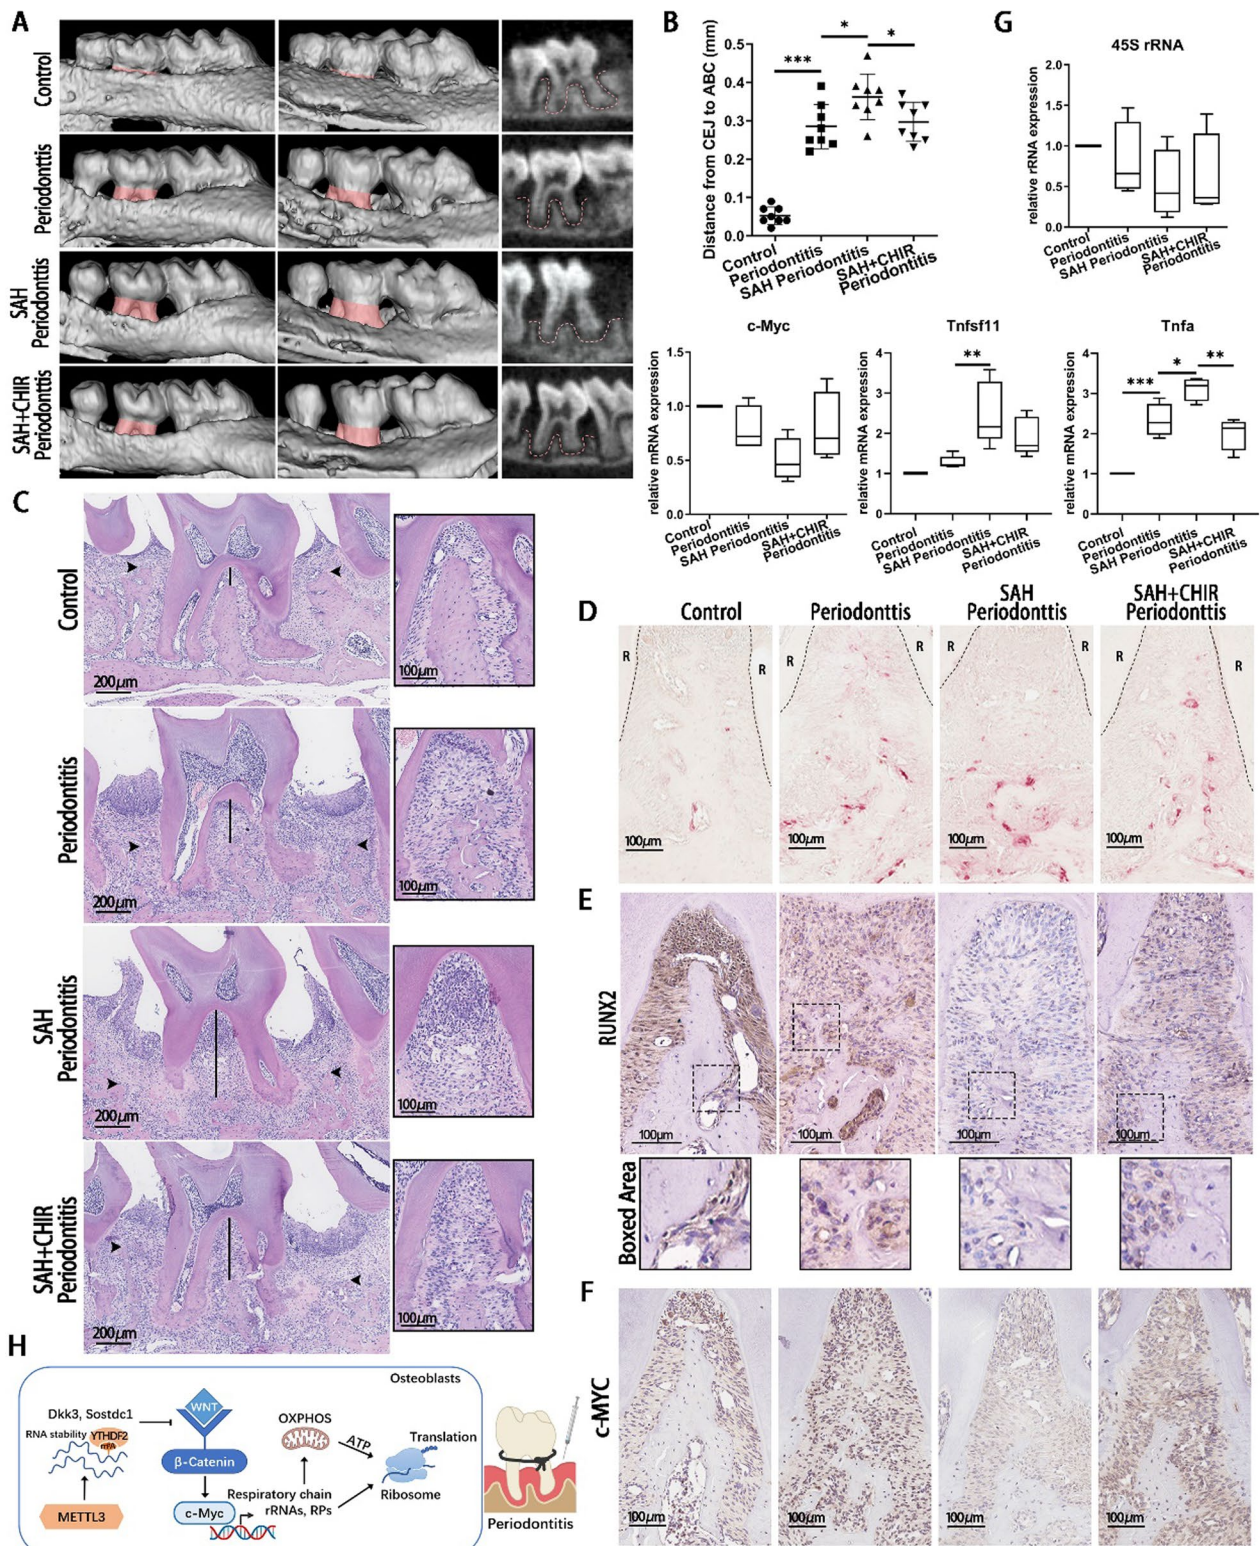 A
Control
Periodonttis
SAH
Periodonttis
SAH+CHIR
Periodonttis
B
Distance from CEJ to ABC (mm)
0.5
0.4
0.3
0.2
0.1
0.0
***
*
*
Control
Periodontitis
SAH Periodontitis
SAH+CHIR
Periodontitis
G
45S rRNA
relative rRNA expression
2.0
1.5
1.0
0.5
0.0
Control
Periodontitis
SAH Periodontitis
SAH+CHIR
Periodontitis
c-Myc
relative mRNA expression
1.5
1.0
0.5
0.0
Control
Periodontitis
SAH Periodontitis
SAH+CHIR
Periodontitis
Tnfsf11
relative mRNA expression
4
3
2
1
0
**
Control
Periodontitis
SAH Periodontitis
SAH+CHIR
Periodontitis
Tnfa
relative mRNA expression
4
3
2
1
0
***
*
**
Control
Periodontitis
SAH Periodontitis
SAH+CHIR
Periodontitis
C
Control
200μm
100μm
Periodontitis
200μm
100μm
SAH
Periodontitis
200μm
100μm
SAH+CHIR
Periodontitis
200μm
100μm
D
Control
Periodonttis
SAH
Periodonttis
SAH+CHIR
Periodonttis
R
R
R
R
R
R
R
100μm
100μm
100μm
100μm
E
RUNX2
100μm
100μm
100μm
100μm
Boxed Area
F
c-MYC
100μm
100μm
100μm
100μm
H
Osteoblasts
Dkk3, Sostdc1
WNT
RNA stability
YTHDF2
m⁶A
β-Catenin
METTL3
c-Myc
OXPHOS
ATP
Translation
Respiratory chain
rRNAs, RPs
Ribosome
Periodontitis